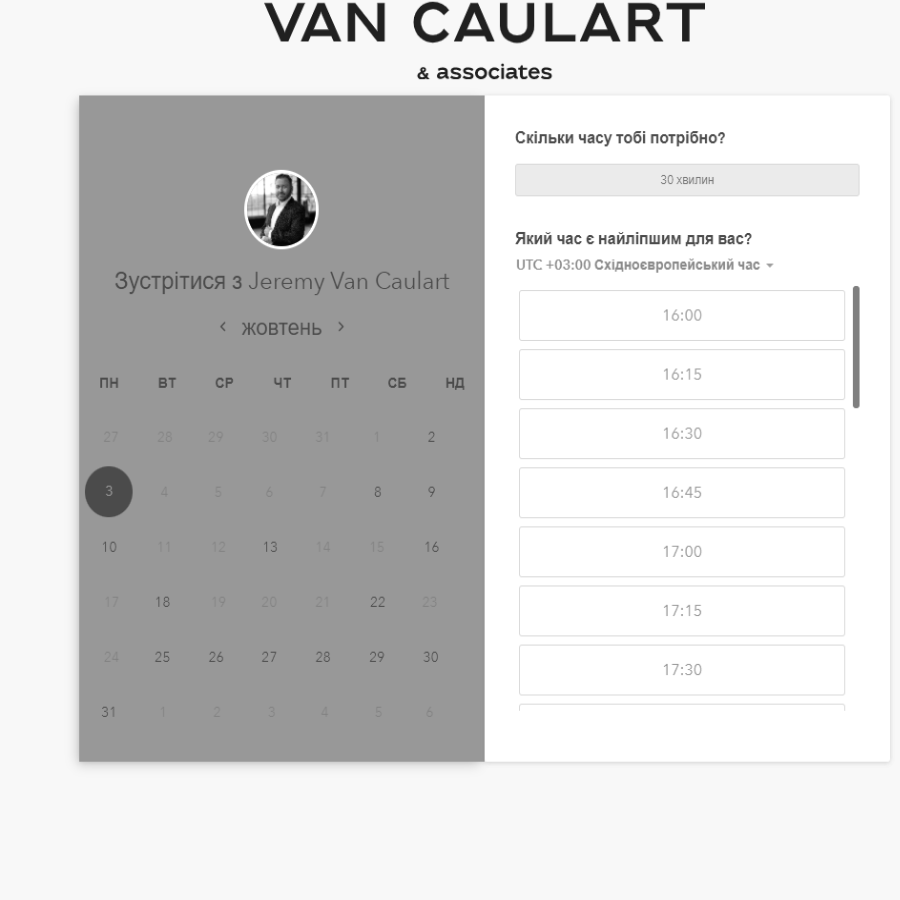 VAN CAULART
& associates
Зустрітися з Jeremy Van Caulart
жовтень
ПН ВТ СР ЧТ ПТ СБ НД
27 28 29 30 31 1 2
3 4 5 6 7 8 9
10 11 12 13 14 15 16
17 18 19 20 21 22 23
24 25 26 27 28 29 30
31 1 2 3 4 5 6
Скільки часу тобі потрібно?
30 хвилин
Який час є найліпшим для вас?
UTC +03:00 Східноєвропейський час
16:00
16:15
16:30
16:45
17:00
17:15
17:30